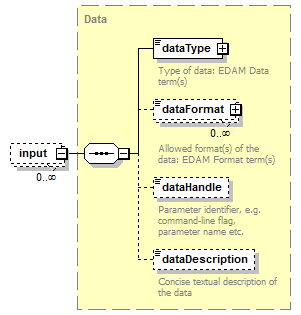 Data
dataType
Type of data: EDAM Data
term(s)
dataFormat
0..∞
Allowed format(s) of the
data: EDAM Format term(s)
input
0..∞
dataHandle
Parameter identifier, e.g.
command-line flag,
parameter name etc.
dataDescription
Concise textual description of
the data